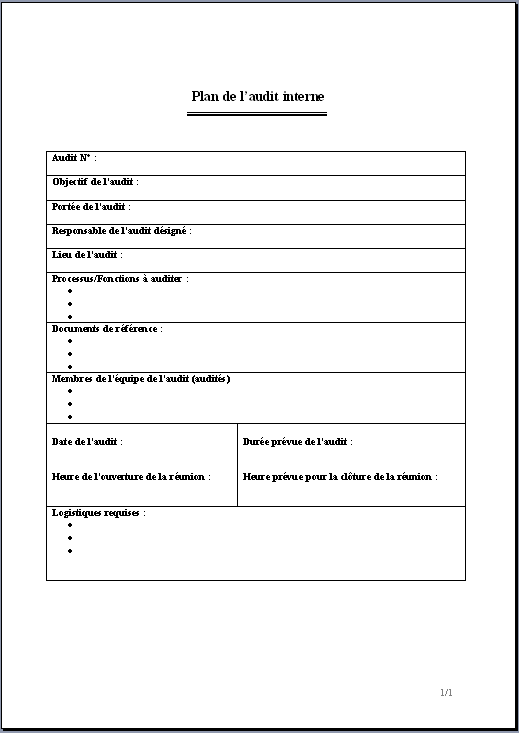 Plan de l'audit interne
Audit N° :
Objectif de l'audit :
Portée de l'audit :
Responsable de l'audit désigné :
Lieu de l'audit :
Processus/Fonctions à auditer :
•
•
•
Documents de référence :
•
•
•
Membres de l'équipe de l'audit (audités)
•
•
•
Date de l'audit :
Heure de l'ouverture de la réunion :
Durée prévue de l'audit :
Heure prévue pour la clôture de la réunion :
Logistiques requises :
•
•
•
1/1